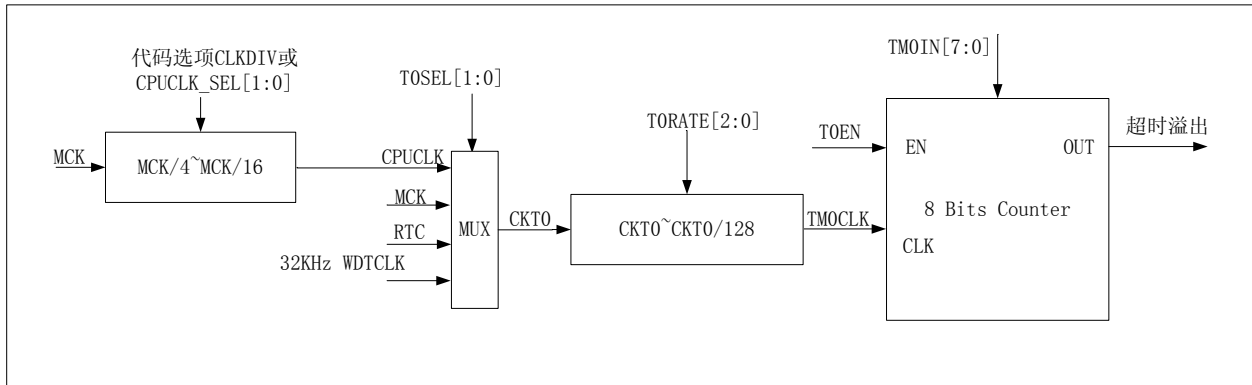 代码选项CLKDIV或
CPUCLK_SEL[1:0]
T0SEL[1:0]
TM0IN[7:0]
T0RATE[2:0]
MCK
MCK/4~MCK/16
CPUCLK
MCK
RTC
32KHz WDTCLK
MUX
CKT0
CKT0~CKT0/128
TM0CLK
T0EN
EN
OUT
超时溢出
8 Bits Counter
CLK